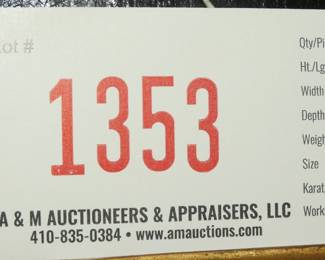 Lot #
1353
A & M AUCTIONEERS & APPRAISERS, LLC
410-835-0384 • www.amauctions.com
Qty/Pi
Ht./Lg
Width
Depth
Weigh
Size
Karat
Work